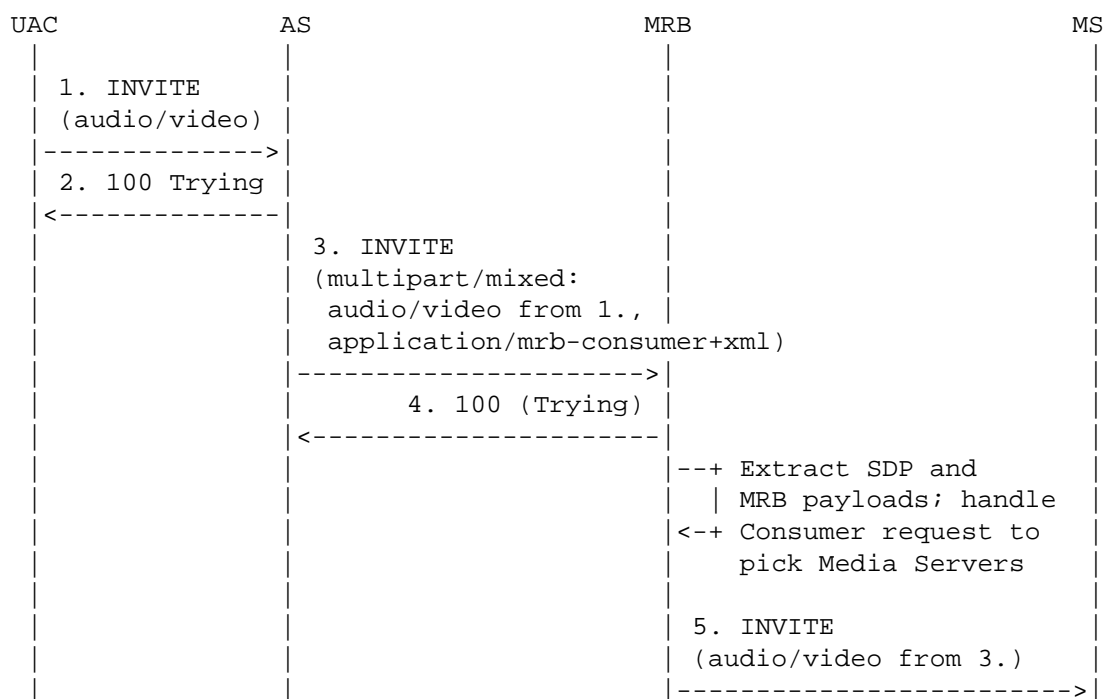 UAC AS MRB MS
1. INVITE
(audio/video)
2. 100 Trying
3. INVITE
(multipart/mixed:
audio/video from 1.,
application/mrb-consumer+xml)
4. 100 (Trying)
--+ Extract SDP and
| MRB payloads; handle
<-+ Consumer request to
pick Media Servers
5. INVITE
(audio/video from 3.)